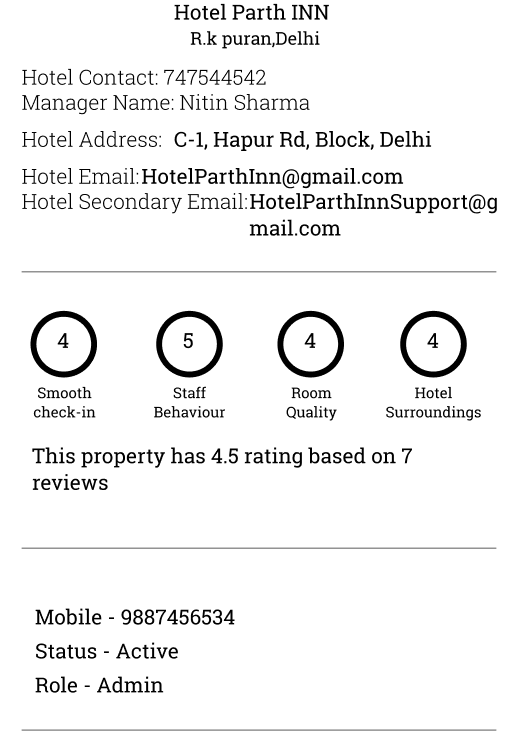 Hotel Parth INN
R.k puran,Delhi
Hotel Contact: 747544542
Manager Name: Nitin Sharma
Hotel Address: C-1, Hapur Rd, Block, Delhi
Hotel Email:HotelParthInn@gmail.com
Hotel Secondary Email:HotelParthInnSupport@g
mail.com
4 5 4 4
Smooth Staff Room Hotel
check-in Behaviour Quality Surroundings
This property has 4.5 rating based on 7
reviews
Mobile - 9887456534
Status - Active
Role - Admin